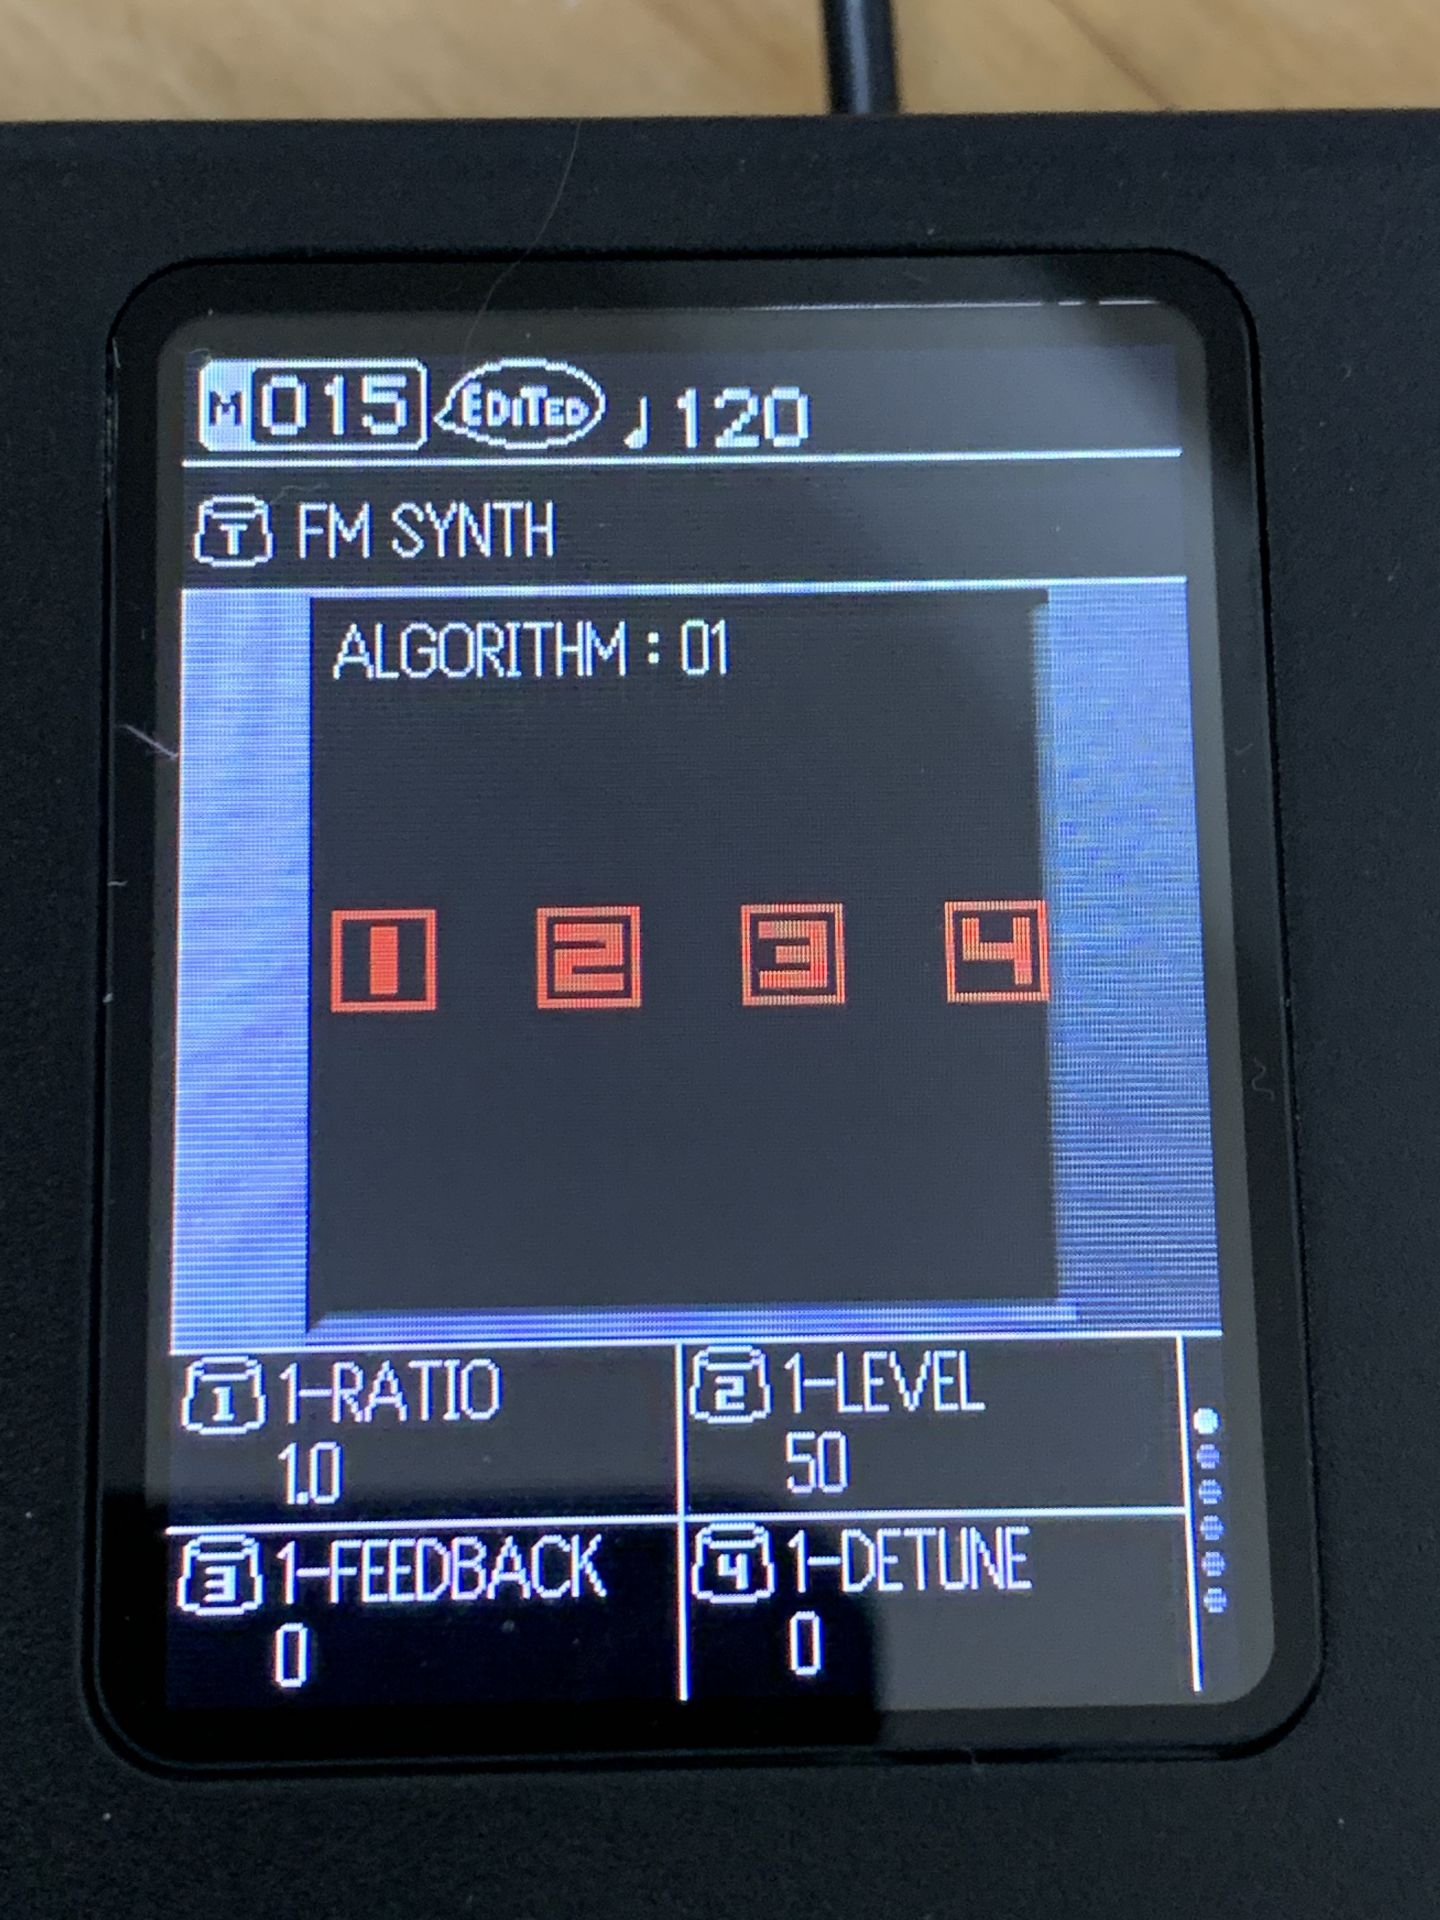 M 015 EDITED ♩120
T FM SYNTH
ALGORITHM : 01
1 2 3 4
1 1-RATIO
1.0
2 1-LEVEL
50
3 1-FEEDBACK
0
4 1-DETUNE
0